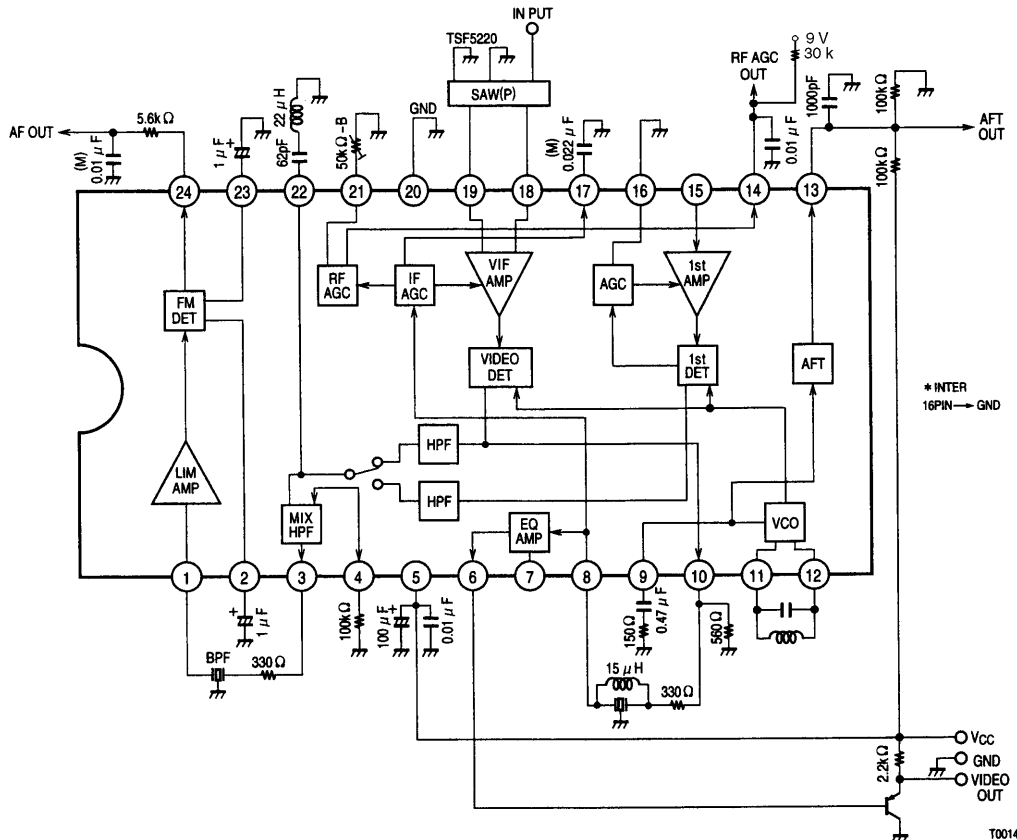 IN PUT
TSF5220
SAW(P)
9 V
30 k
RF AGC
OUT
1000pF
100kΩ
AFT
OUT
100kΩ
0.01 μF
AF OUT
5.6kΩ
(M)
0.01 μF
1 μF +
22 μH
62pF
50kΩ-B
GND
(M)
0.022 μF
24
23
22
21
20
19
18
17
16
15
14
13
RF
AGC
IF
AGC
VIF
AMP
AGC
1st
AMP
FM
DET
VIDEO
DET
1st
DET
AFT
* INTER
16PIN → GND
LIM
AMP
HPF
HPF
MIX
HPF
EQ
AMP
VCO
1
2
3
4
5
6
7
8
9
10
11
12
+
1 μF
100kΩ
100 μF +
0.01 μF
150Ω
0.47 μF
560Ω
BPF
330Ω
15 μH
330Ω
VCC
GND
2.2kΩ
VIDEO
OUT
T00145